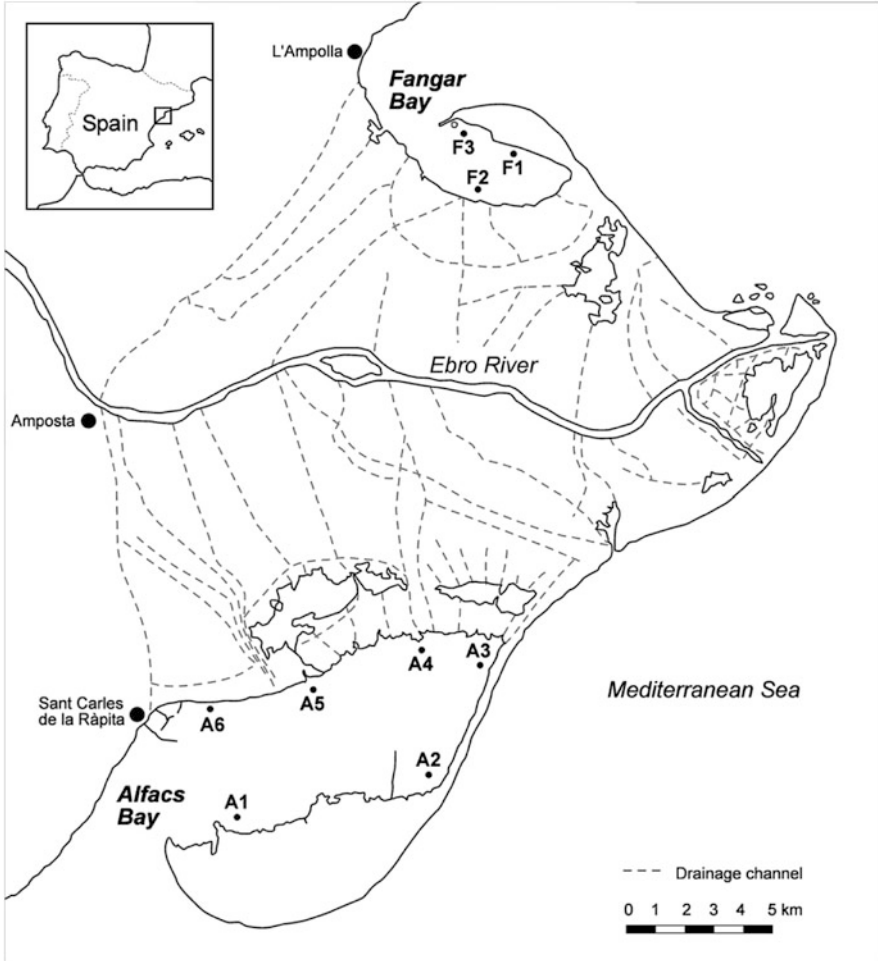 L'Ampolla
Fangar
Bay
Spain
F3
F1
F2
Ebro River
Amposta
A3
A4
A5
A6
Sant Carles
de la Ràpita
Mediterranean Sea
A2
Alfacs
Bay
A1
Drainage channel
0 1 2 3 4 5 km